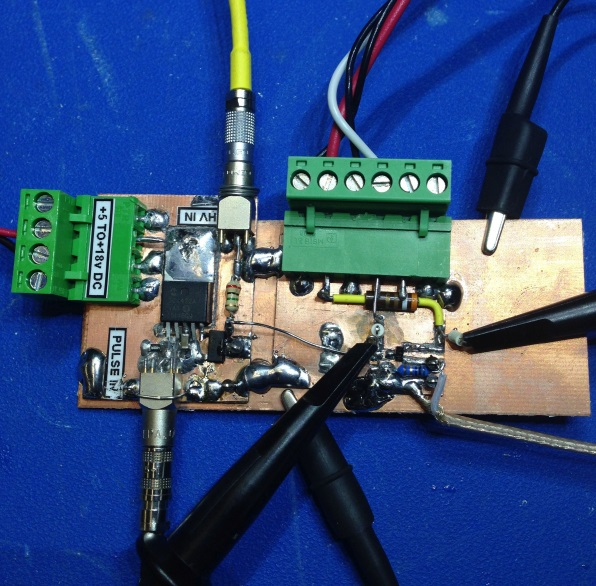 HV IN
+5 TO+18v DC
PULSE In